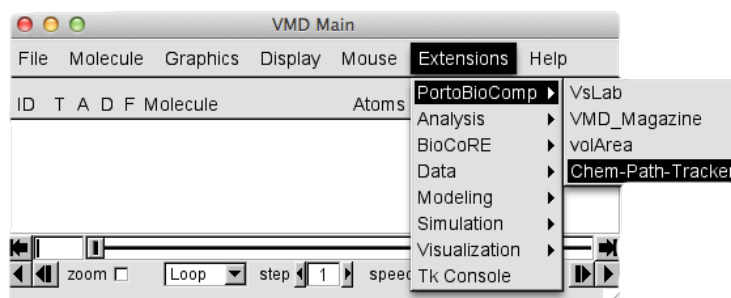 VMD Main
File Molecule Graphics Display Mouse Extensions Help
ID T A D F Molecule Atoms
PortoBioComp
Analysis
BioCoRE
Data
Modeling
Simulation
Visualization
Tk Console
VsLab
VMD_Magazine
volArea
Chem-Path-Tracker
zoom Loop step 1 speed